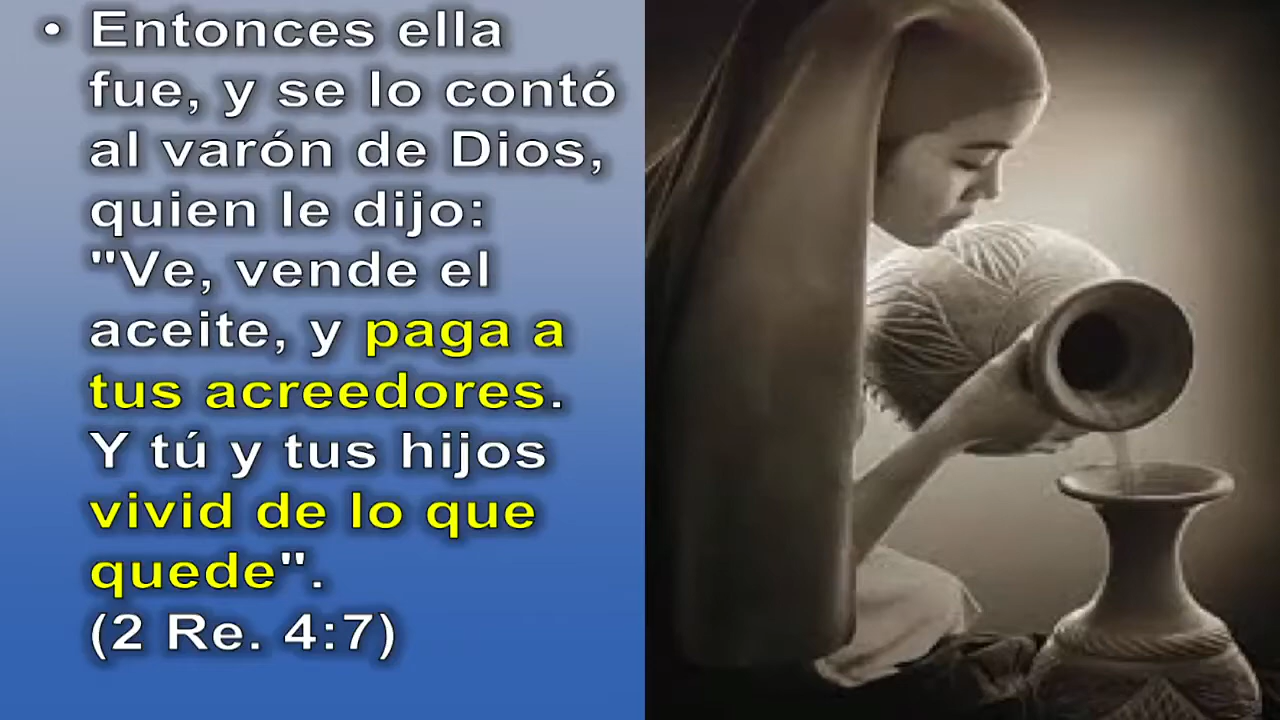 • Entonces ella
fue, y se lo contó
al varón de Dios,
quien le dijo:
"Ve, vende el
aceite, y paga a
tus acreedores.
Y tú y tus hijos
vivid de lo que
quede".
(2 Re. 4:7)